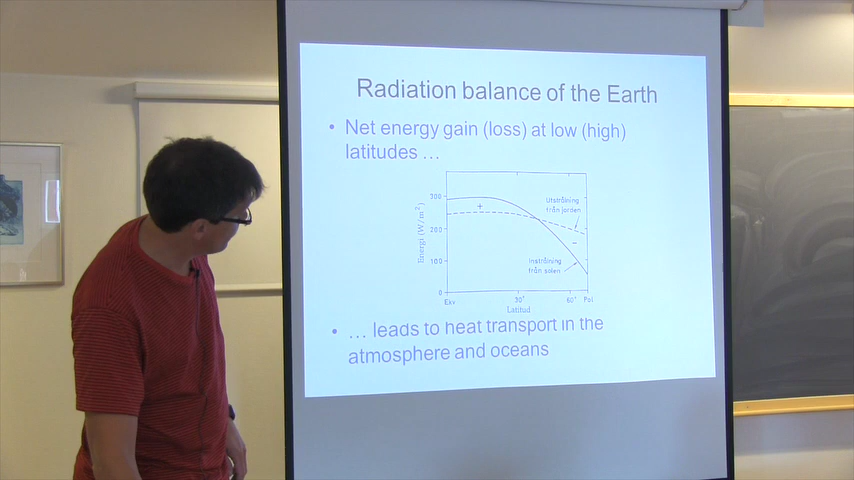 Radiation balance of the Earth
• Net energy gain (loss) at low (high)
latitudes …
Energi (W/m²)
300
200
100
0
+
Utstrålning
från jorden
–
Instrålning
från solen
Ekv
30°
60°
Pol
Latitud
• … leads to heat transport in the
atmosphere and oceans